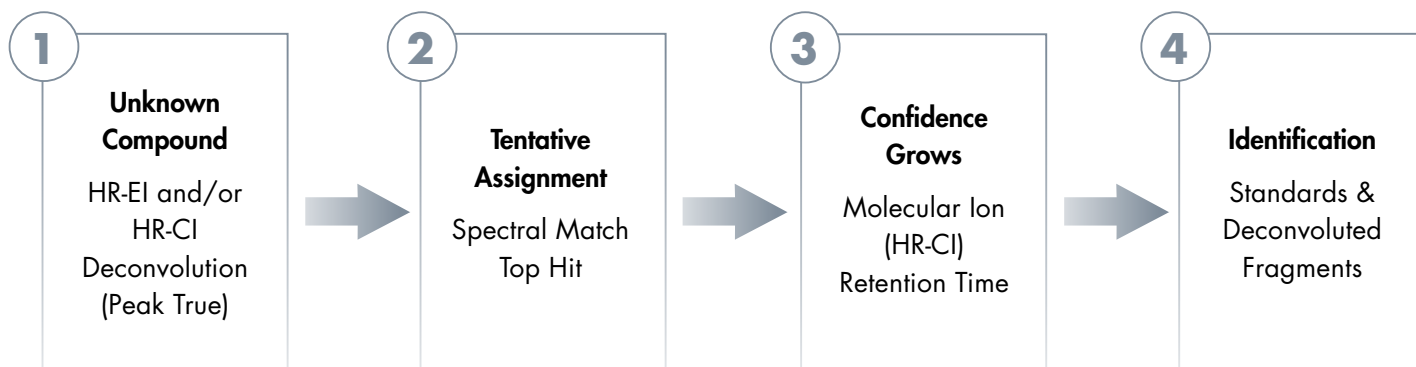 1
Unknown
Compound
HR-EI and/or
HR-CI
Deconvolution
(Peak True)
2
Tentative
Assignment
Spectral Match
Top Hit
3
Confidence
Grows
Molecular Ion
(HR-CI)
Retention Time
4
Identification
Standards &
Deconvoluted
Fragments